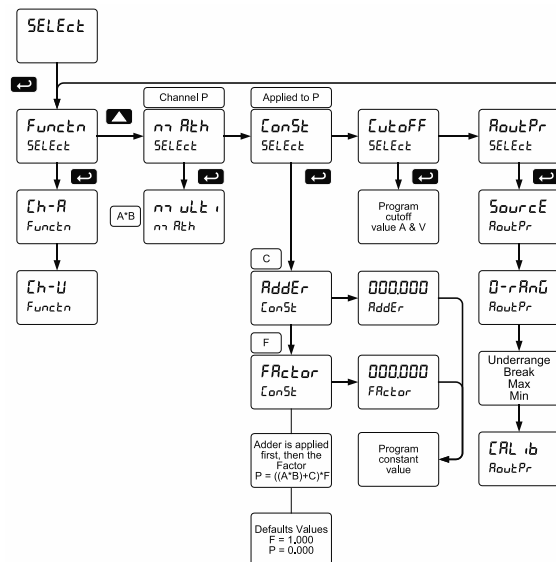 SELEct
Channel P
Applied to P
Functn
SELEct
mAth
SELEct
ConSt
SELEct
CutoFF
SELEct
AoutPr
SELEct
Ch-A
Functn
A*B
muLti
mAth
Program
cutoff
value A & V
SourcE
AoutPr
Ch-V
Functn
C
AddEr
ConSt
000.000
AddEr
O-rAnG
AoutPr
F
FActor
ConSt
000.000
FActor
Underrange
Break
Max
Min
Adder is applied
first, then the
Factor
P = ((A*B)+C)*F
Program
constant
value
CALib
AoutPr
Defaults Values
F = 1.000
P = 0.000